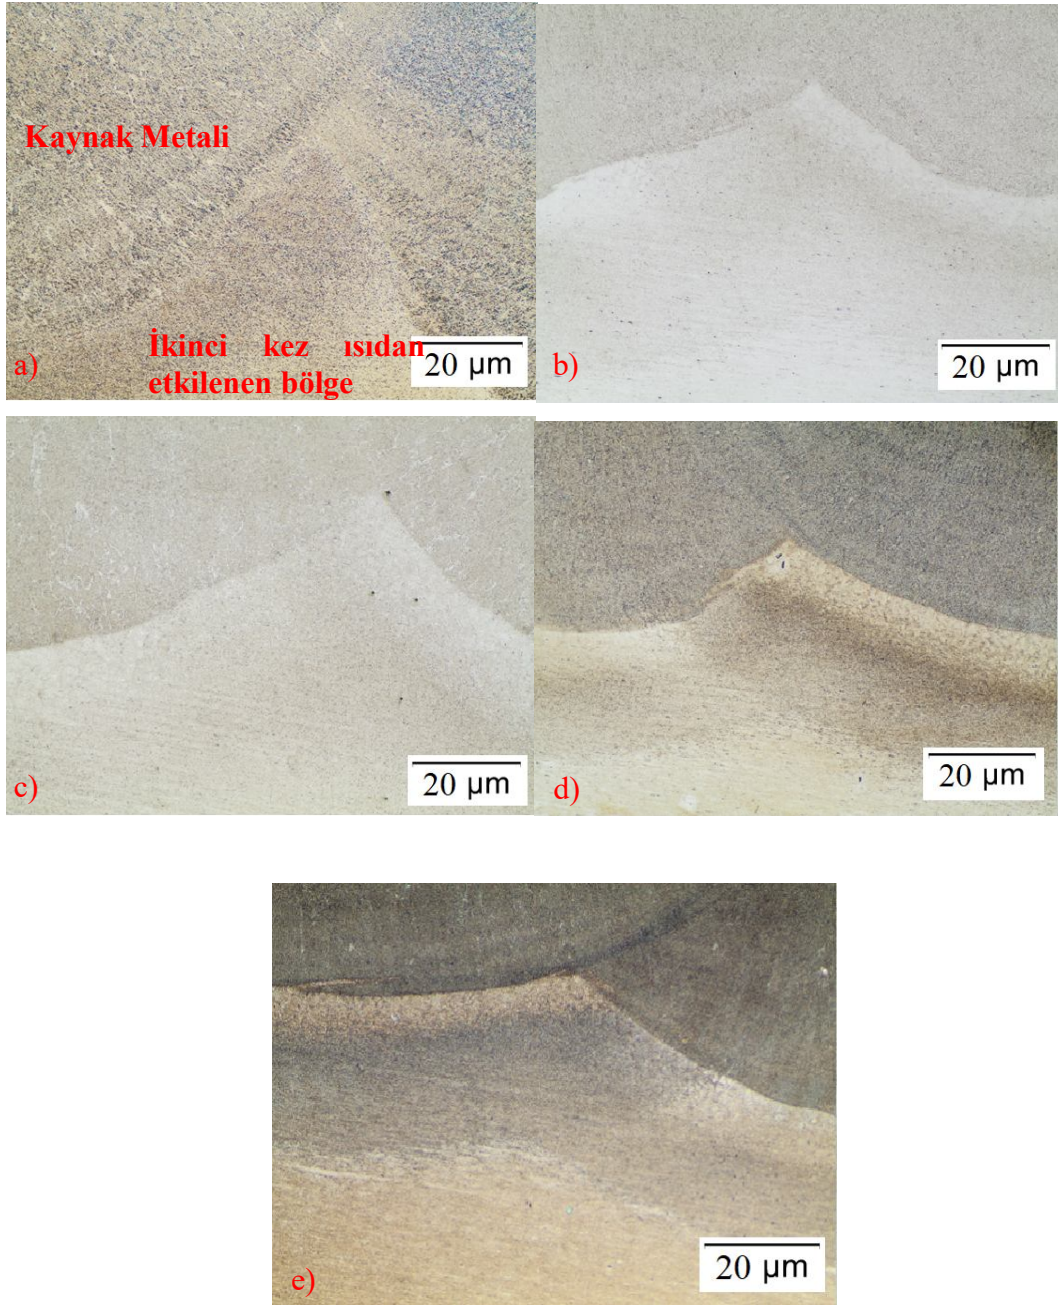 Kaynak Metali
İkinci kez ısıdan
etkilenen bölge
a)
20 µm
b)
20 µm
c)
20 µm
d)
20 µm
e)
20 µm